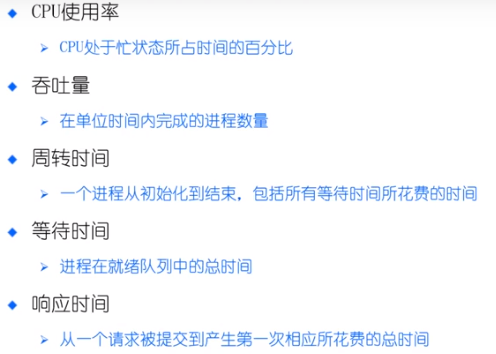 CPU使用率
CPU处于忙状态所占时间的百分比
吞吐量
在单位时间内完成的进程数量
周转时间
一个进程从初始化到结束，包括所有等待时间所花费的时间
等待时间
进程在就绪队列中的总时间
响应时间
从一个请求被提交到产生第一次相应所花费的总时间